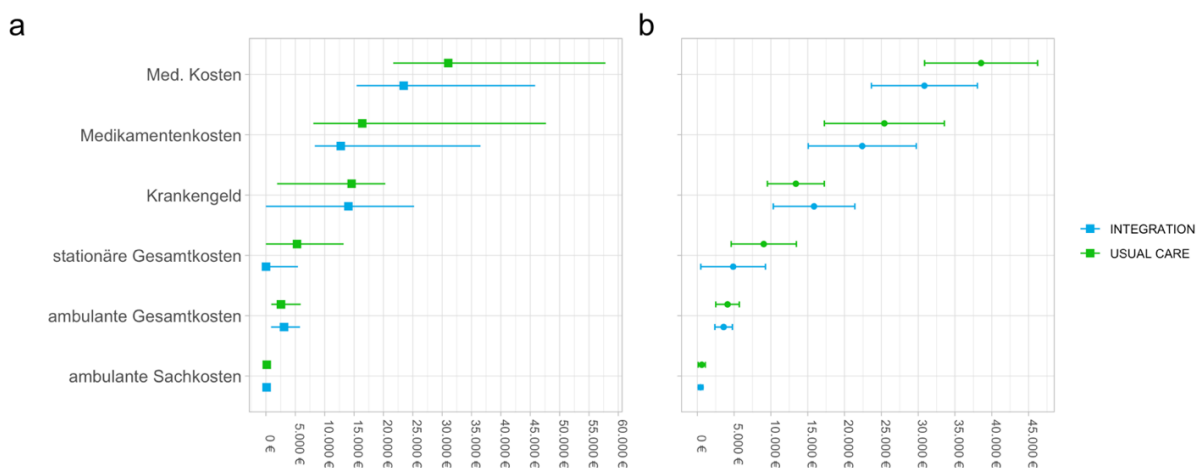 a
b
Med. Kosten
Medikamentenkosten
Krankengeld
stationäre Gesamtkosten
ambulante Gesamtkosten
ambulante Sachkosten
INTEGRATION
USUAL CARE
0 €
5.000 €
10.000 €
15.000 €
20.000 €
25.000 €
30.000 €
35.000 €
40.000 €
45.000 €
50.000 €
55.000 €
60.000 €
0 €
5.000 €
10.000 €
15.000 €
20.000 €
25.000 €
30.000 €
35.000 €
40.000 €
45.000 €